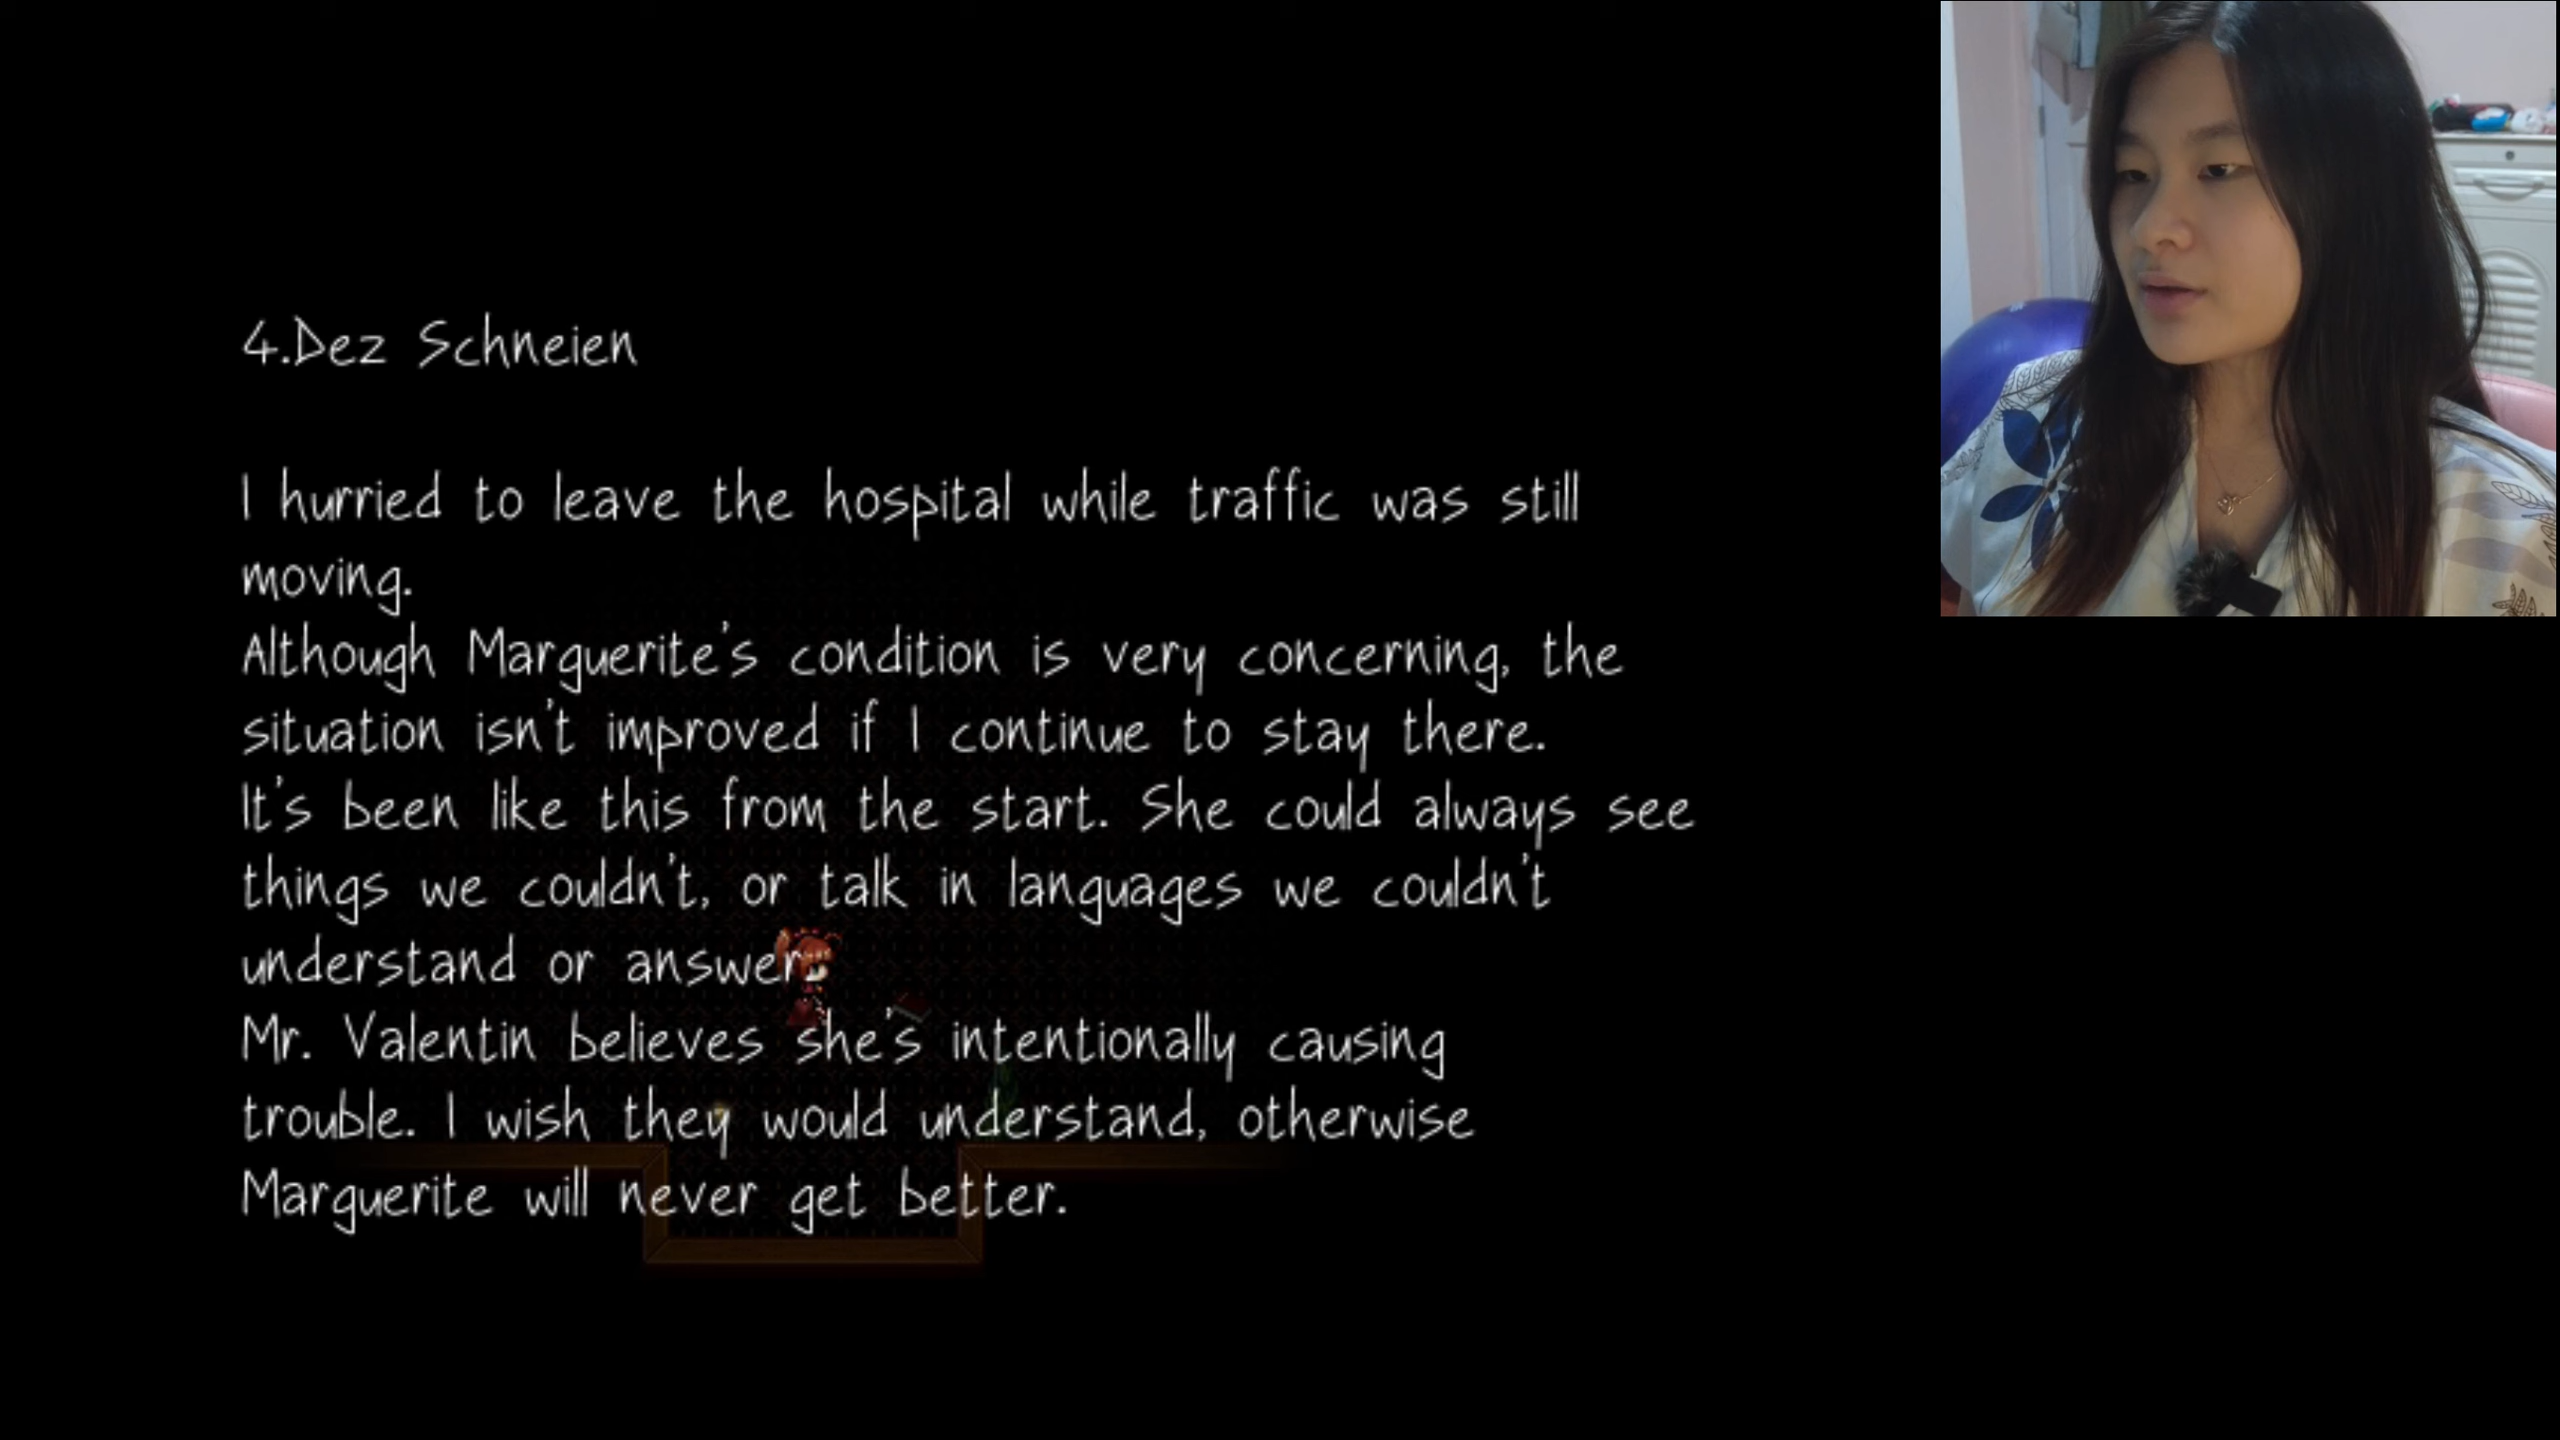 4.Dez Schneien
I hurried to leave the hospital while traffic was still
moving.
Although Marguerite's condition is very concerning, the
situation isn't improved if I continue to stay there.
It's been like this from the start. She could always see
things we couldn't, or talk in languages we couldn't
understand or answer.
Mr. Valentin believes she's intentionally causing
trouble. I wish they would understand, otherwise
Marguerite will never get better.